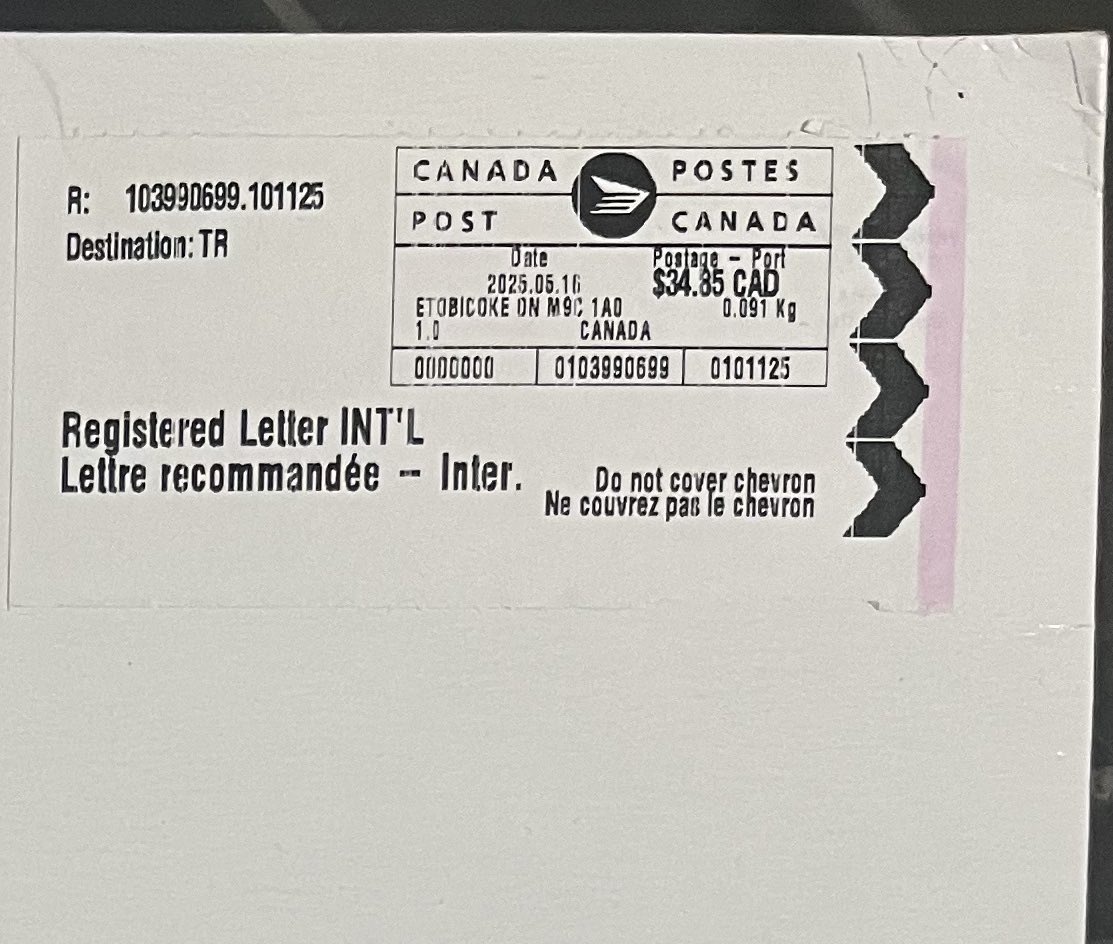 R: 103990699.101125
Destination: TR
CANADA POSTES
POST CANADA
Date Postage - Port
2025.05.16 $34.85 CAD
ETOBICOKE ON M9C 1A0 0.091 Kg
1.0 CANADA
0000000 0103990699 0101125
Registered Letter INT'L
Lettre recommandée -- Inter.
Do not cover chevron
Ne couvrez pas le chevron